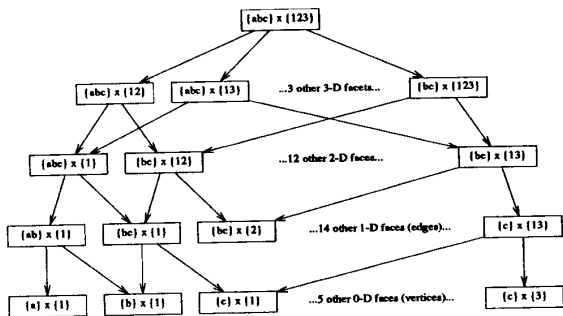 {abc} x {123}
{abc} x {12} {abc} x {13} ...3 other 3-D facets... {bc} x {123}
{abc} x {1} {bc} x {12} ...12 other 2-D faces... {bc} x {13}
{ab} x {1} {bc} x {1} {bc} x {2} ...14 other 1-D faces (edges)... {c} x {13}
{a} x {1} {b} x {1} {c} x {1} ...5 other 0-D faces (vertices)... {c} x {3}